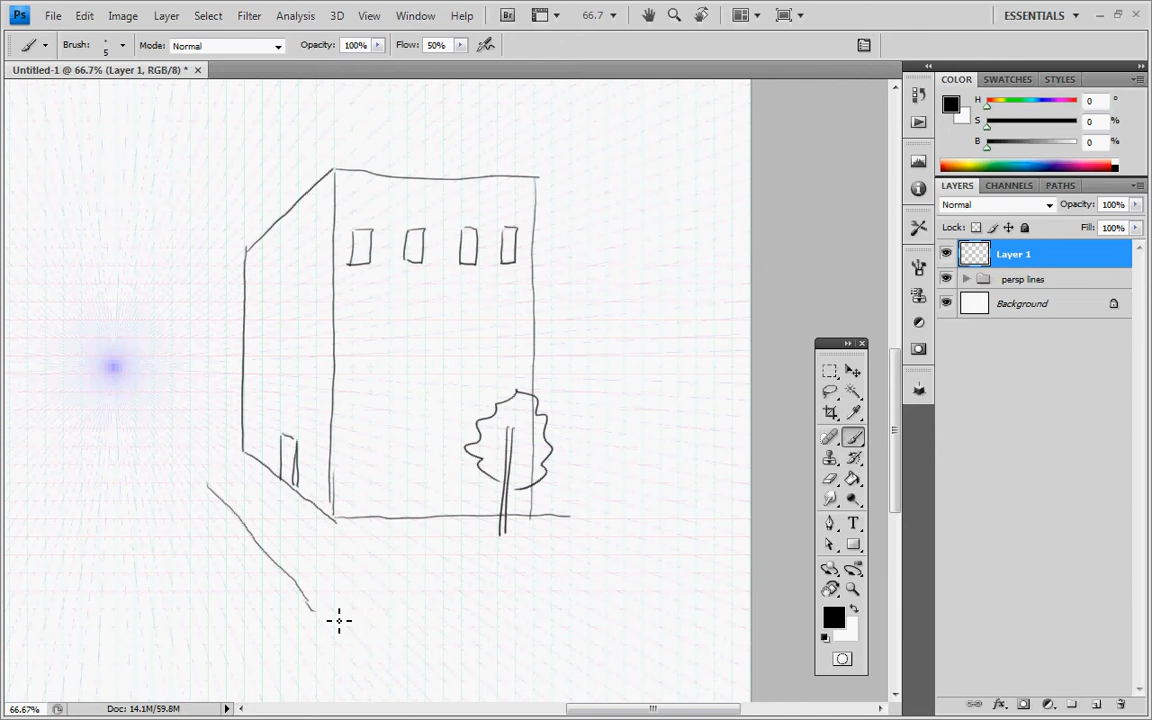 Ps File Edit Image Layer Select Filter Analysis 3D View Window Help Br 66.7 ESSENTIALS
Brush: 5 Mode: Normal Opacity: 100% Flow: 50%
Untitled-1 @ 66.7% (Layer 1, RGB/8) * x
COLOR SWATCHES STYLES
H 0 °
S 0 %
B 0 %
LAYERS CHANNELS PATHS
Normal Opacity: 100%
Lock: Fill: 100%
Layer 1
persp lines
Background
T
66.67% Doc: 14.1M/59.8M
fx